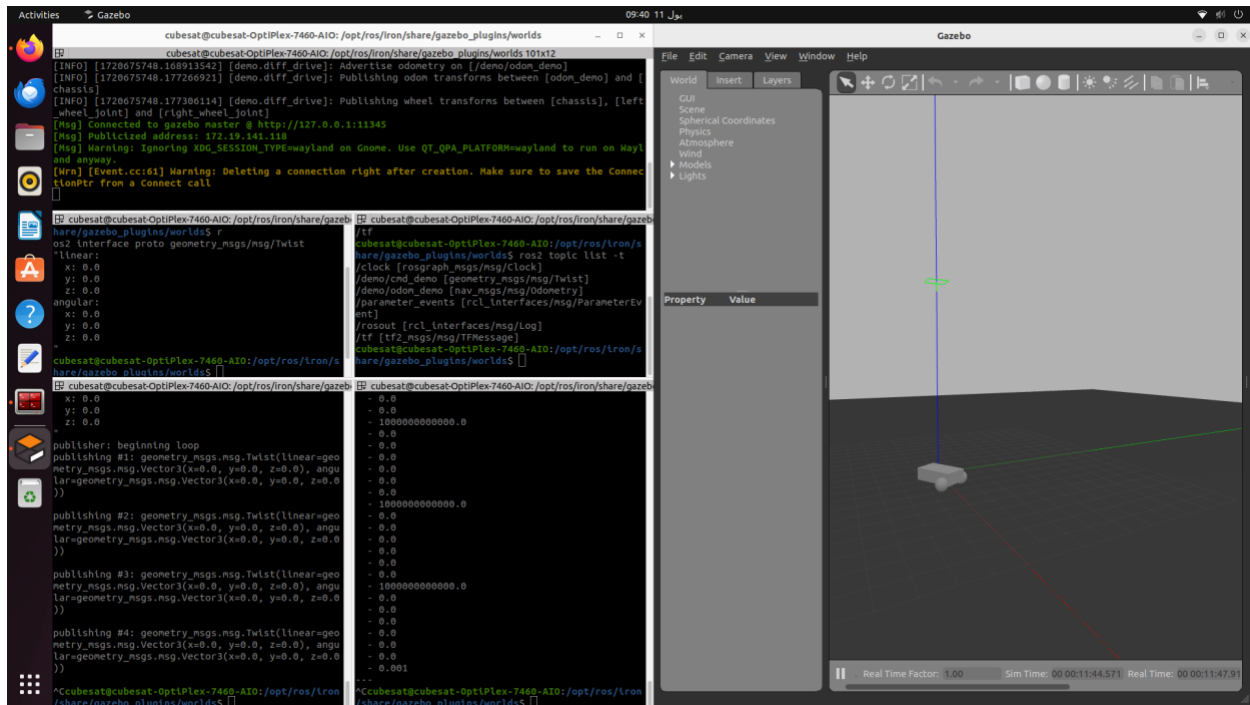 Activities
Gazebo
09:40 11 يول
cubesat@cubesat-OptiPlex-7460-AIO: /opt/ros/iron/share/gazebo_plugins/worlds
cubesat@cubesat-OptiPlex-7460-AIO: /opt/ros/iron/share/gazebo_plugins/worlds 101x12
[INFO] [1720675748.168913542] [demo.diff_drive]: Advertise odometry on [/demo/odom_demo]
[INFO] [1720675748.177266921] [demo.diff_drive]: Publishing odom transforms between [odom_demo] and [
chassis]
[INFO] [1720675748.177306114] [demo.diff_drive]: Publishing wheel transforms between [chassis], [left
_wheel_joint] and [right_wheel_joint]
[Msg] Connected to gazebo master @ http://127.0.0.1:11345
[Msg] Publicized address: 172.19.141.118
[Msg] Warning: Ignoring XDG_SESSION_TYPE=wayland on Gnome. Use QT_QPA_PLATFORM=wayland to run on Wayl
and anyway.
[Wrn] [Event.cc:61] Warning: Deleting a connection right after creation. Make sure to save the Connec
tionPtr from a Connect call
cubesat@cubesat-OptiPlex-7460-AIO: /opt/ros/iron/share/gazeb
hare/gazebo_plugins/worlds$ r
os2 interface proto geometry_msgs/msg/Twist
"linear:
x: 0.0
y: 0.0
z: 0.0
angular:
x: 0.0
y: 0.0
z: 0.0
"
cubesat@cubesat-OptiPlex-7460-AIO:/opt/ros/iron/s
hare/gazebo_plugins/worlds$
cubesat@cubesat-OptiPlex-7460-AIO: /opt/ros/iron/share/gazeb
/tf
cubesat@cubesat-OptiPlex-7460-AIO:/opt/ros/iron/s
hare/gazebo_plugins/worlds$ ros2 topic list -t
/clock [rosgraph_msgs/msg/Clock]
/demo/cmd_demo [geometry_msgs/msg/Twist]
/demo/odom_demo [nav_msgs/msg/Odometry]
/parameter_events [rcl_interfaces/msg/ParameterEv
ent]
/rosout [rcl_interfaces/msg/Log]
/tf [tf2_msgs/msg/TFMessage]
cubesat@cubesat-OptiPlex-7460-AIO:/opt/ros/iron/s
hare/gazebo_plugins/worlds$
cubesat@cubesat-OptiPlex-7460-AIO: /opt/ros/iron/share/gazeb
x: 0.0
y: 0.0
z: 0.0
"
publisher: beginning loop
publishing #1: geometry_msgs.msg.Twist(linear=geo
metry_msgs.msg.Vector3(x=0.0, y=0.0, z=0.0), angu
lar=geometry_msgs.msg.Vector3(x=0.0, y=0.0, z=0.0
))
publishing #2: geometry_msgs.msg.Twist(linear=geo
metry_msgs.msg.Vector3(x=0.0, y=0.0, z=0.0), angu
lar=geometry_msgs.msg.Vector3(x=0.0, y=0.0, z=0.0
))
publishing #3: geometry_msgs.msg.Twist(linear=geo
metry_msgs.msg.Vector3(x=0.0, y=0.0, z=0.0), angu
lar=geometry_msgs.msg.Vector3(x=0.0, y=0.0, z=0.0
))
publishing #4: geometry_msgs.msg.Twist(linear=geo
metry_msgs.msg.Vector3(x=0.0, y=0.0, z=0.0), angu
lar=geometry_msgs.msg.Vector3(x=0.0, y=0.0, z=0.0
))
^Ccubesat@cubesat-OptiPlex-7460-AIO:/opt/ros/iron
/share/gazebo_plugins/worlds$
cubesat@cubesat-OptiPlex-7460-AIO: /opt/ros/iron/share/gazeb
- 0.0
- 0.0
- 1000000000000.0
- 0.0
- 0.0
- 0.0
- 0.0
- 0.0
- 0.0
- 1000000000000.0
- 0.0
- 0.0
- 0.0
- 0.0
- 0.0
- 0.0
- 1000000000000.0
- 0.0
- 0.0
- 0.0
- 0.0
- 0.0
- 0.0
- 0.001
---
^Ccubesat@cubesat-OptiPlex-7460-AIO:/opt/ros/iron
/share/gazebo_plugins/worlds$
Gazebo
File Edit Camera View Window Help
World Insert Layers
GUI
Scene
Spherical Coordinates
Physics
Atmosphere
Wind
Models
Lights
Property Value
Real Time Factor: 1.00 Sim Time: 00 00:11:44.571 Real Time: 00 00:11:47.91